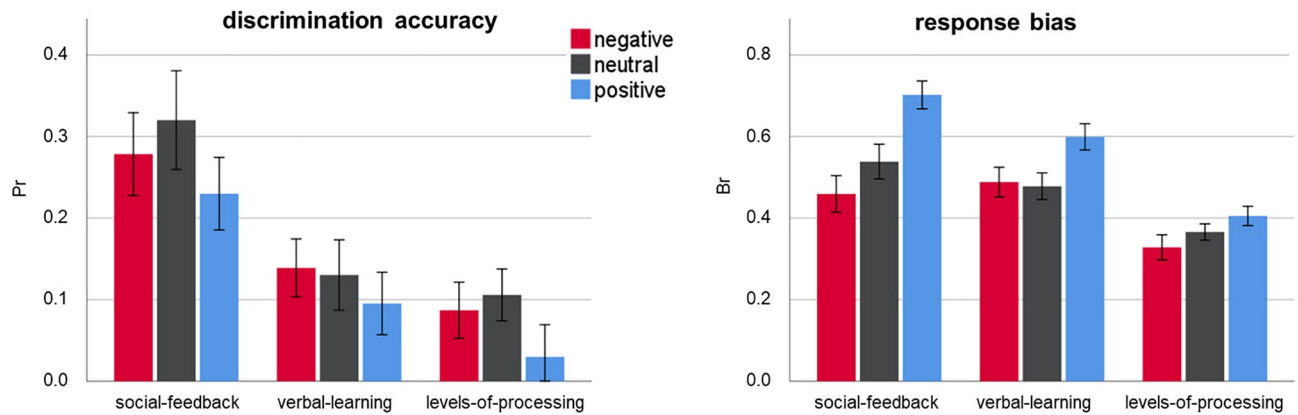 discrimination accuracy
negative
neutral
positive
0.4
0.3
0.2
0.1
0.0
Pr
social-feedback verbal-learning levels-of-processing
response bias
0.8
0.6
0.4
0.2
0.0
Br
social-feedback verbal-learning levels-of-processing